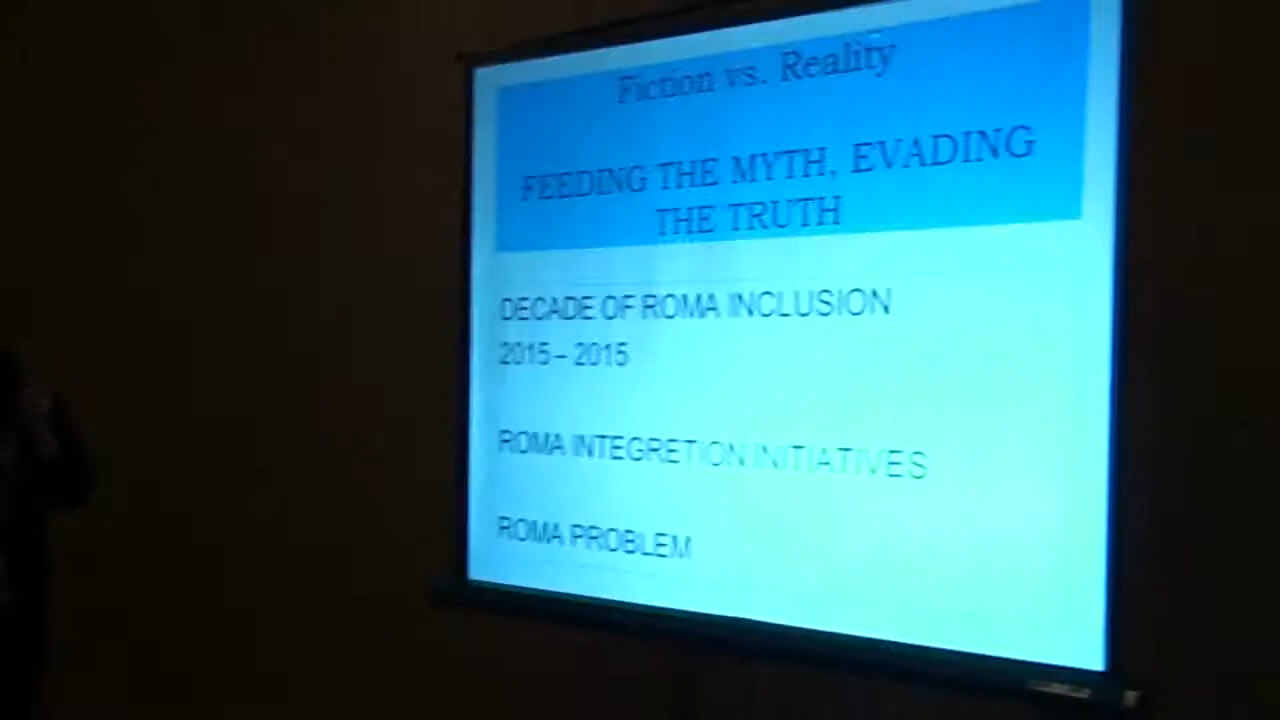 Fiction vs. Reality
FEEDING THE MYTH, EVADING
THE TRUTH
DECADE OF ROMA INCLUSION
2015 – 2015
ROMA INTEGRETION INITIATIVES
ROMA PROBLEM